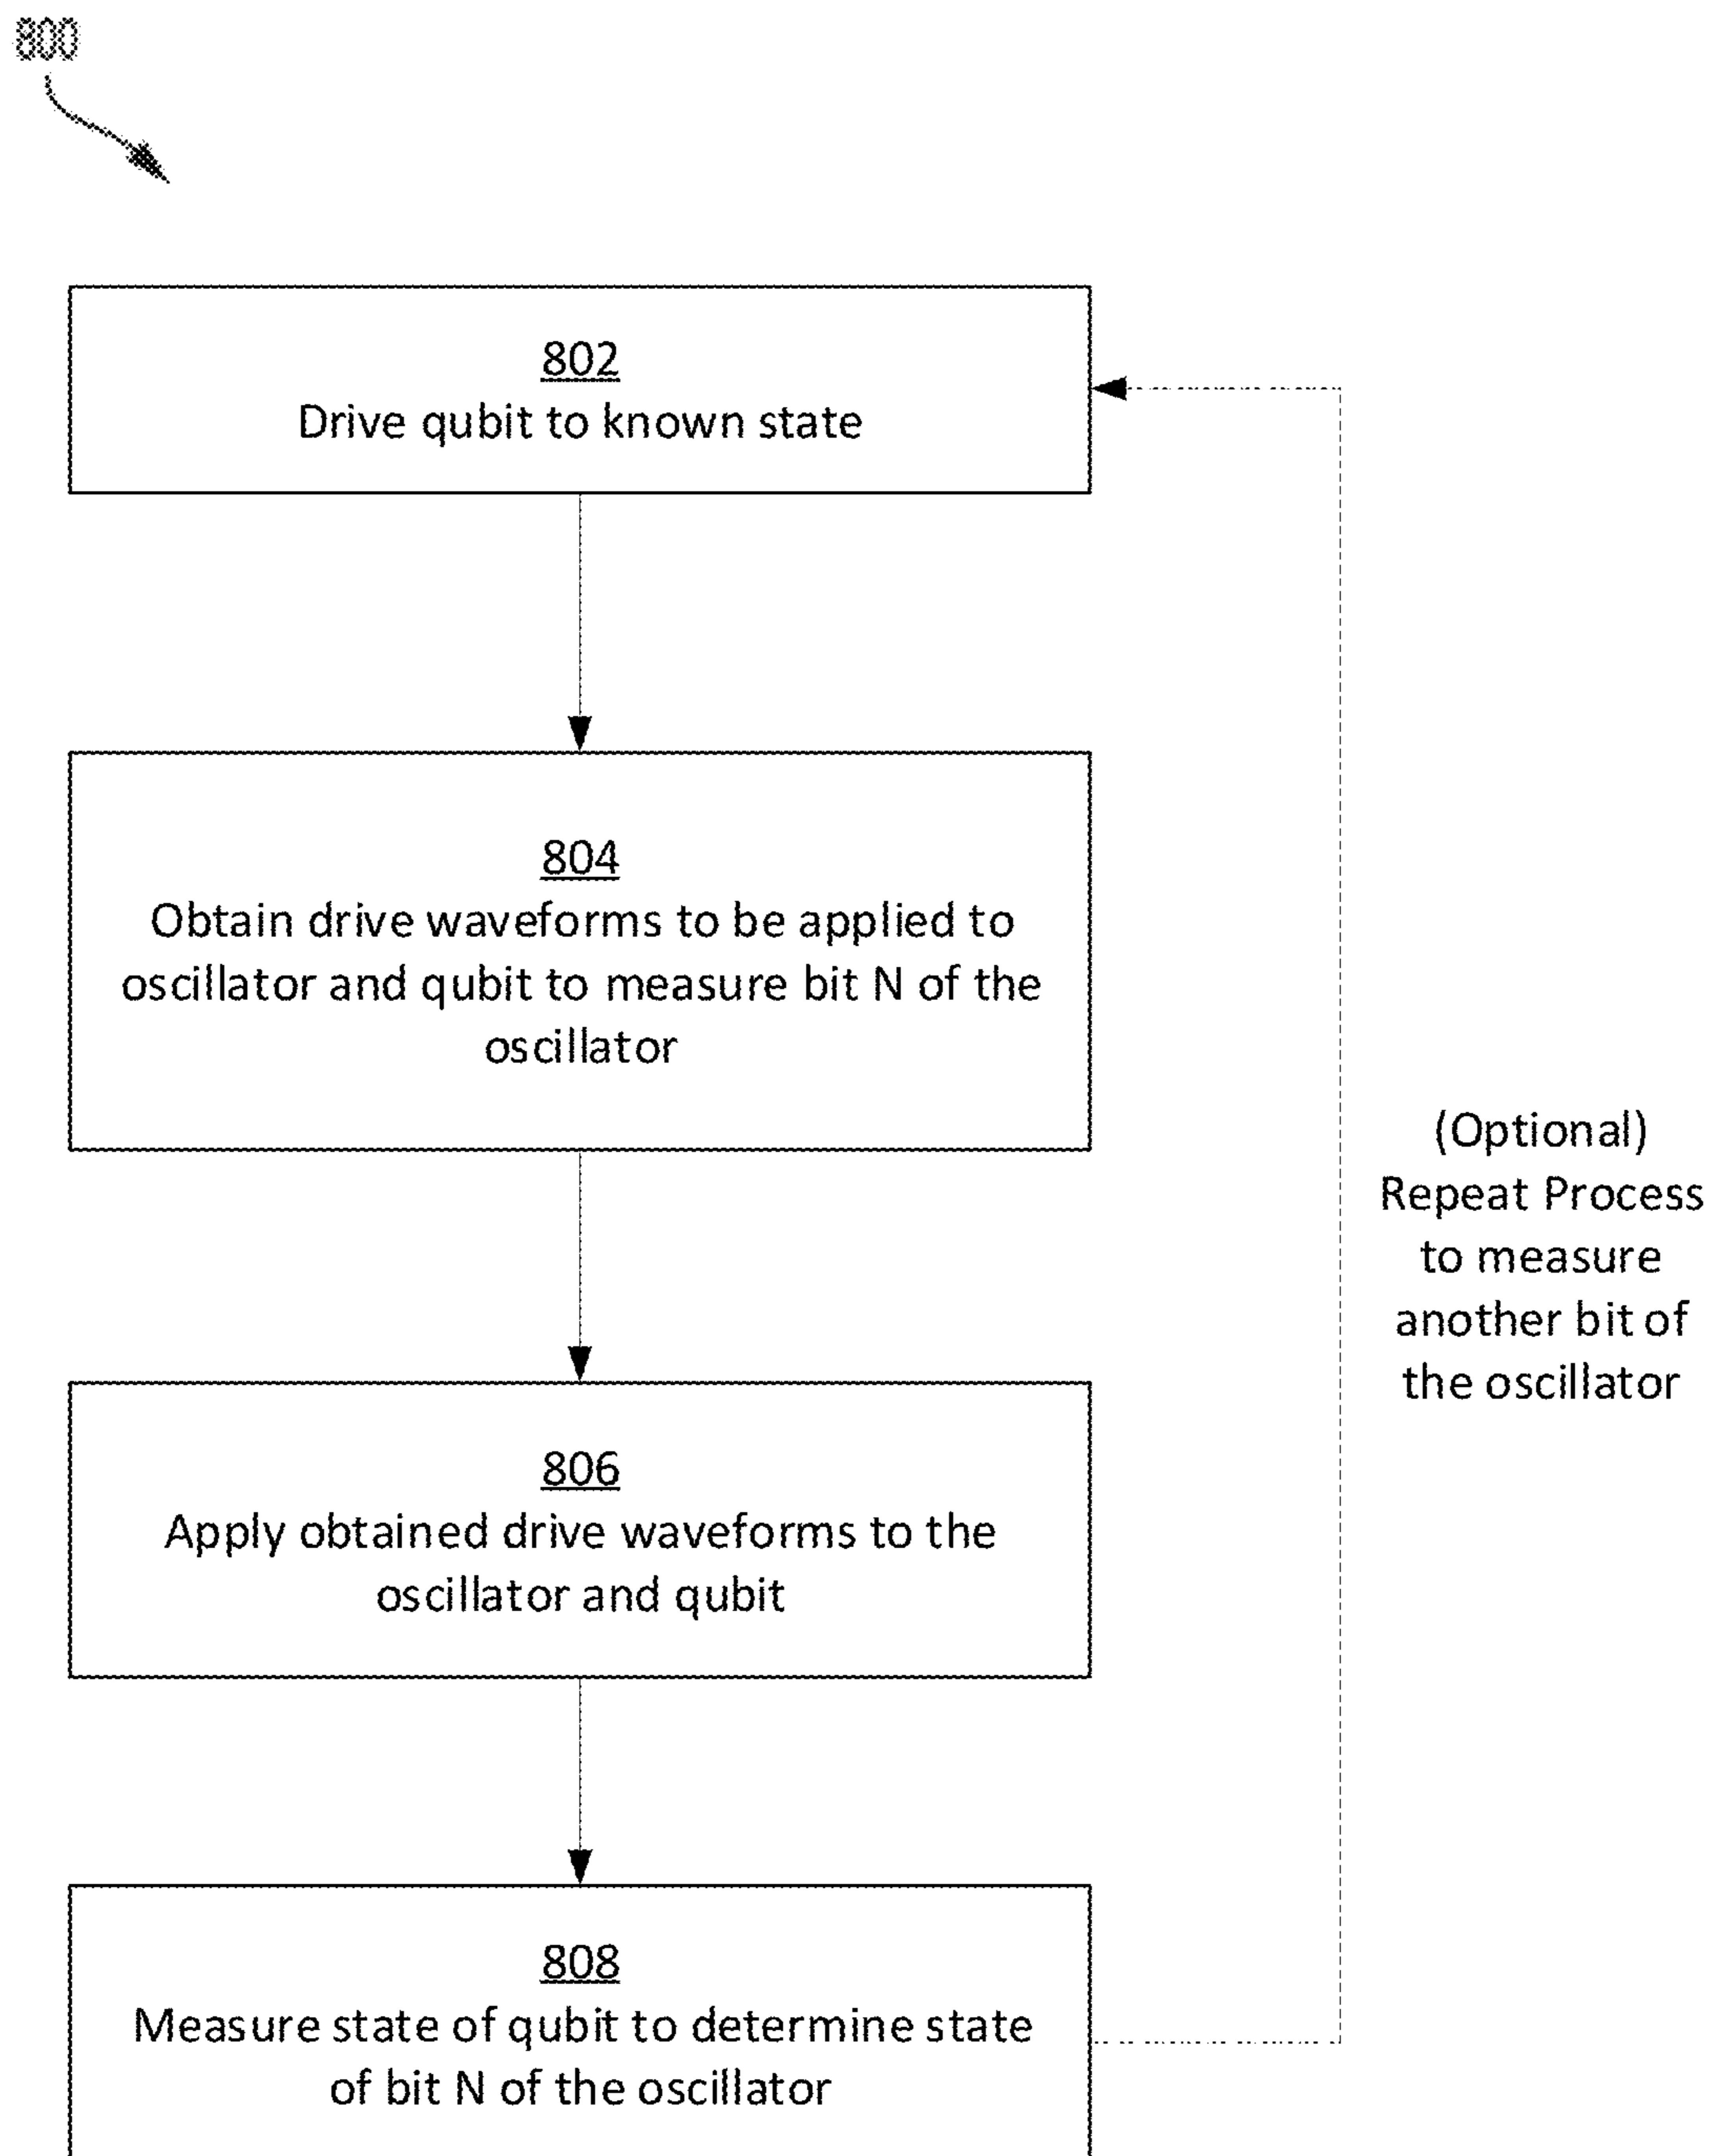 800
802
Drive qubit to known state
804
Obtain drive waveforms to be applied to
oscillator and qubit to measure bit N of the
oscillator
(Optional)
Repeat Process
to measure
another bit of
the oscillator
806
Apply obtained drive waveforms to the
oscillator and qubit
808
Measure state of qubit to determine state
of bit N of the oscillator